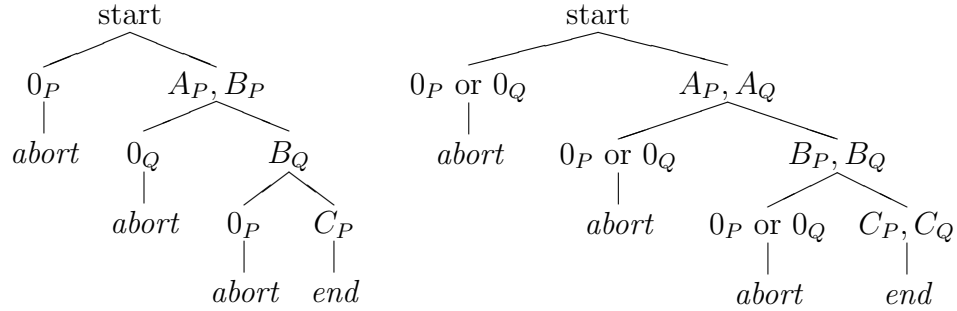 start start
0_P A_P, B_P 0_P or 0_Q A_P, A_Q
abort 0_Q B_Q abort 0_P or 0_Q B_P, B_Q
abort 0_P C_P abort 0_P or 0_Q C_P, C_Q
abort end abort end